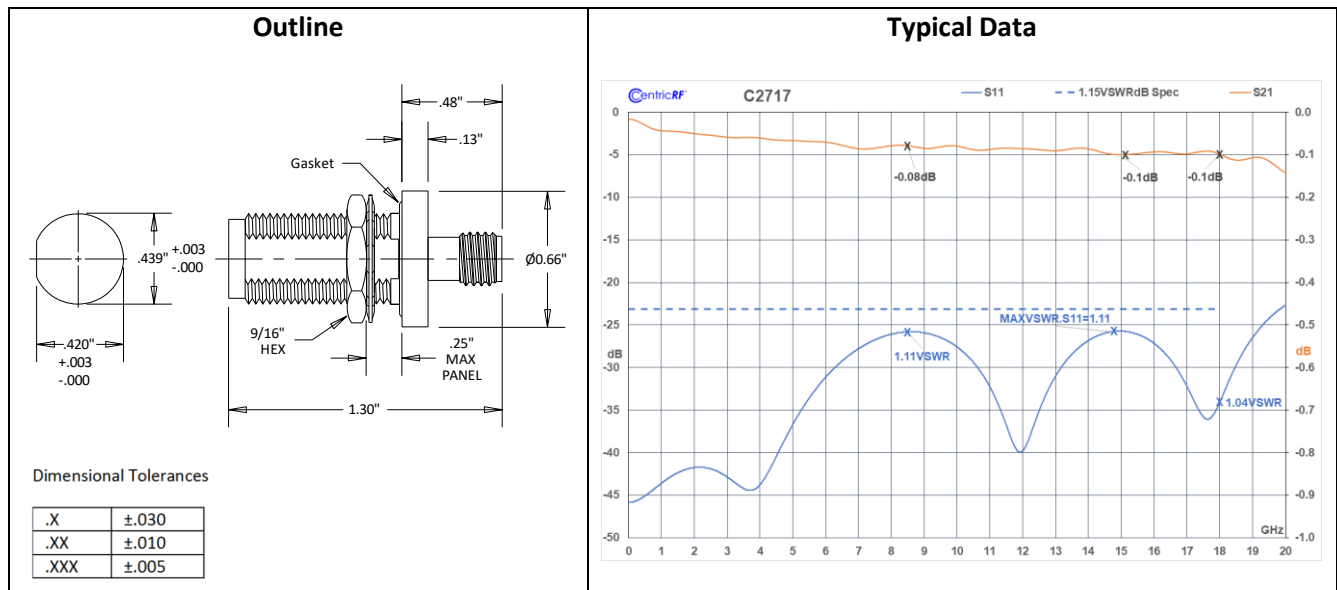 Outline
.48"
.13"
Gasket
.439" +.003
-.000
Ø0.66"
.420"
+.003
-.000
9/16"
HEX
.25"
MAX
PANEL
1.30"
Dimensional Tolerances
.X ±.030
.XX ±.010
.XXX ±.005
Typical Data
CentricRF C2717 S11 1.15VSWRdB Spec S21
0 0.0
-5 -0.1
-10 -0.2
-15 -0.3
-20 -0.4
-25 -0.5
dB dB
-30 -0.6
-35 -0.7
-40 -0.8
-45 -0.9
-50 -1.0
-0.08dB
-0.1dB
-0.1dB
MAXVSWR.S11=1.11
1.11VSWR
1.04VSWR
GHz
0 1 2 3 4 5 6 7 8 9 10 11 12 13 14 15 16 17 18 19 20